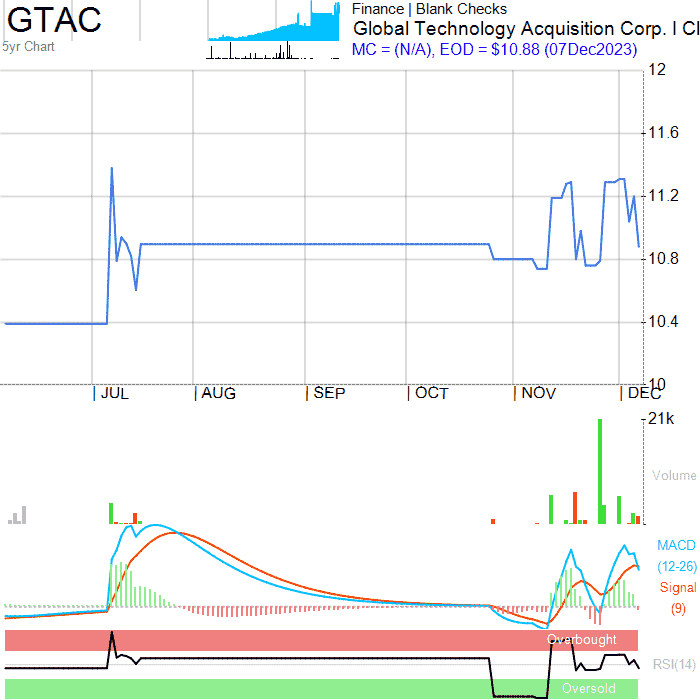 GTAC
5yr Chart
Finance | Blank Checks
Global Technology Acquisition Corp. I Cl
MC = (N/A), EOD = $10.88 (07Dec2023)
12
11.6
11.2
10.8
10.4
10
JUL
AUG
SEP
OCT
NOV
DEC
21k
Volume
MACD
(12-26)
Signal
(9)
Overbought
RSI(14)
Oversold